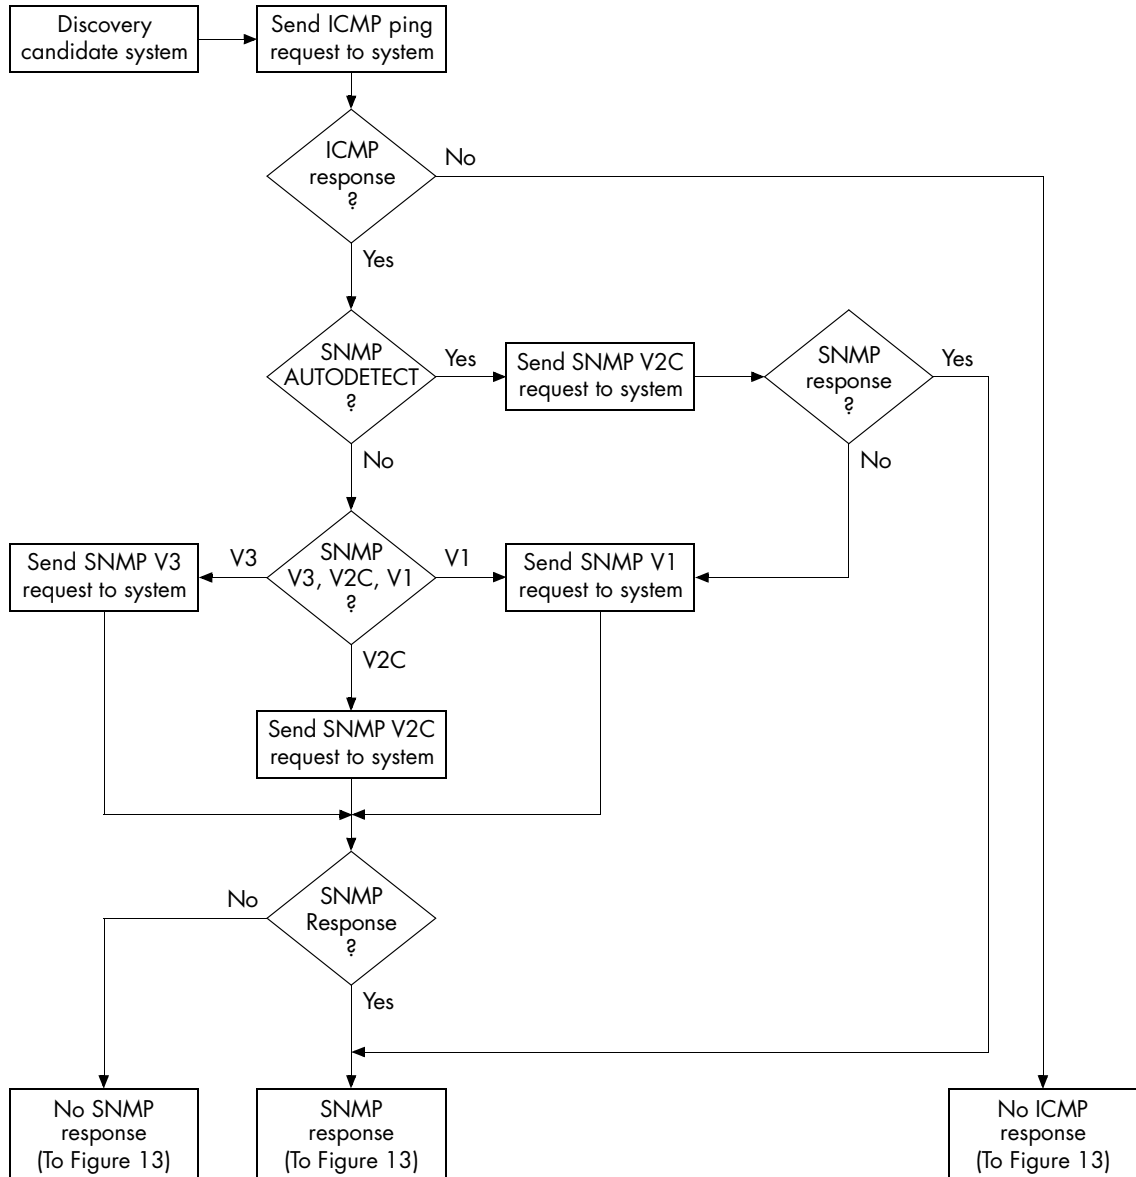 Discovery
candidate system
Send ICMP ping
request to system
ICMP
response
?
No
Yes
SNMP
AUTODETECT
?
Yes
Send SNMP V2C
request to system
SNMP
response
?
Yes
No
No
Send SNMP V3
request to system
V3
SNMP
V3, V2C, V1
?
V1
Send SNMP V1
request to system
V2C
Send SNMP V2C
request to system
No
SNMP
Response
?
Yes
No SNMP
response
(To Figure 13)
SNMP
response
(To Figure 13)
No ICMP
response
(To Figure 13)